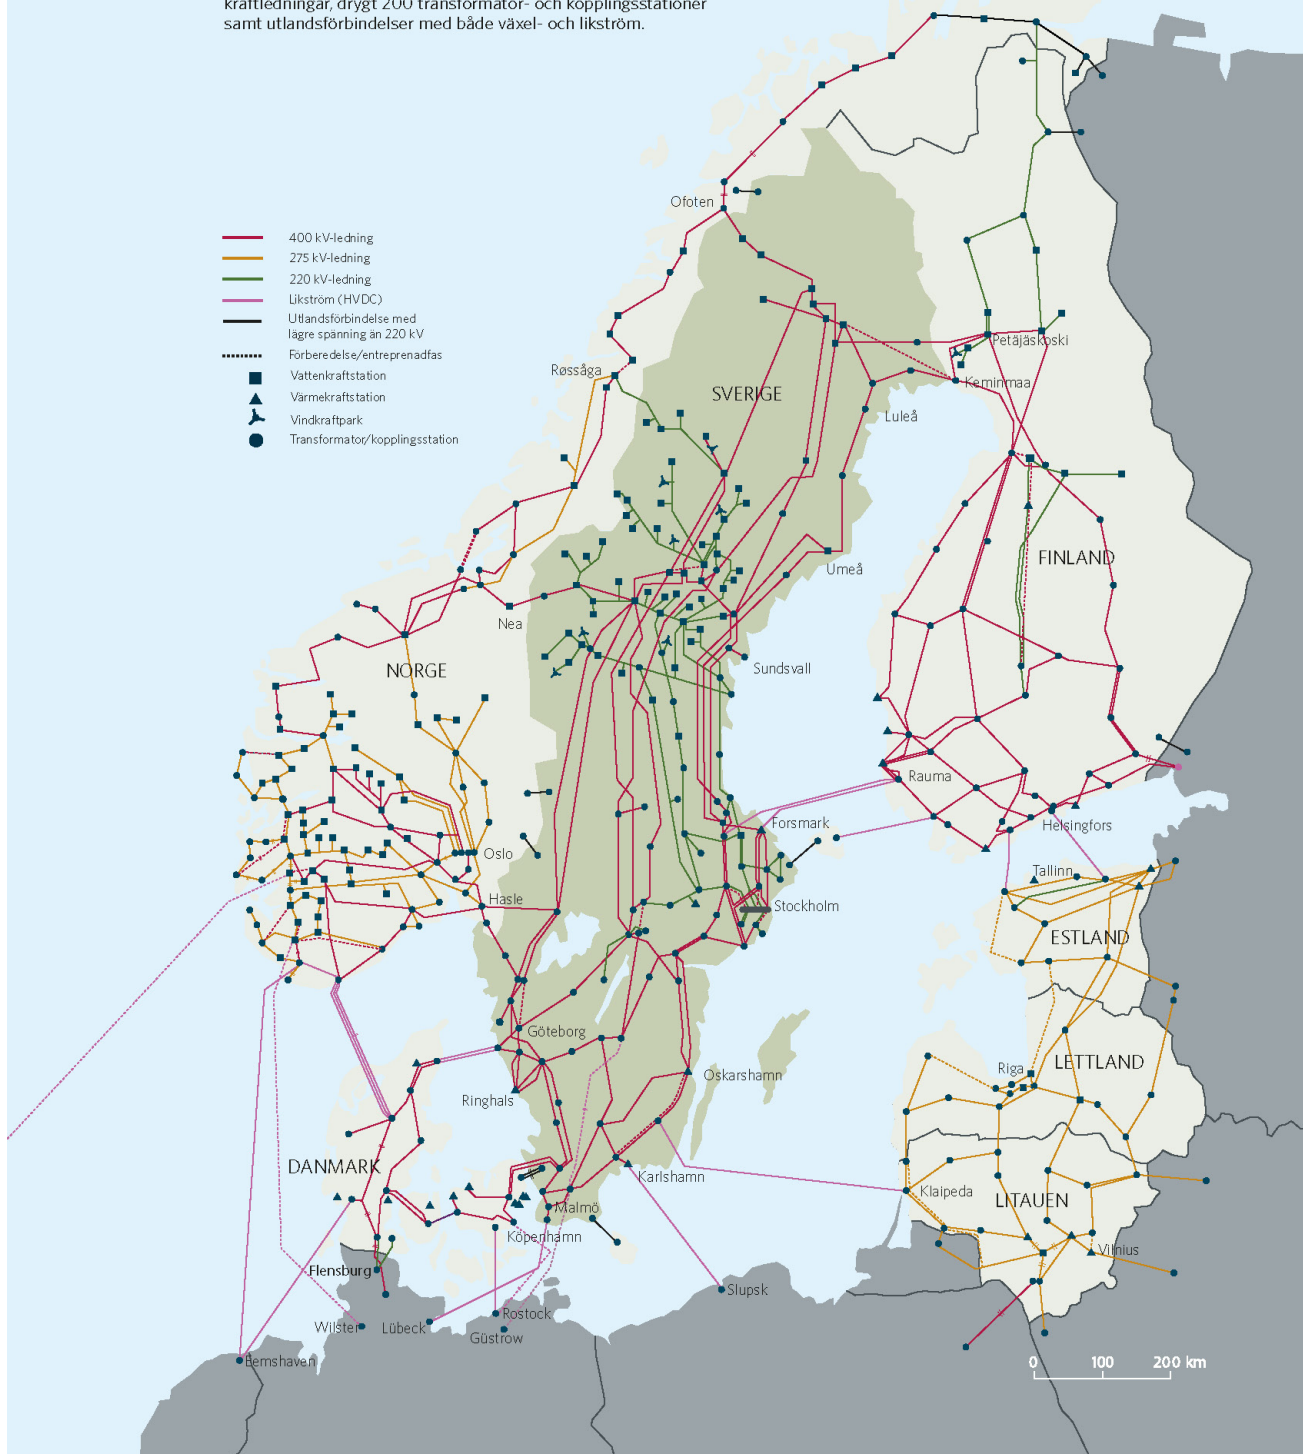 kraftledningar, drygt 200 transformator- och kopplingsstationer
samt utlandsförbindelser med både växel- och likström.
400 kV-ledning
275 kV-ledning
220 kV-ledning
Likström (HVDC)
Utlandsförbindelse med
lägre spänning än 220 kV
Förberedelse/entreprenadfas
Vattenkraftstation
Värmekraftstation
Vindkraftpark
Transformator/kopplingsstation
Ofoten
Petäjäskoski
Røssåga
Keminmaa
SVERIGE
Luleå
FINLAND
Umeå
Nea
NORGE
Sundsvall
Rauma
Forsmark
Helsingfors
Oslo
Tallinn
Hasle
Stockholm
ESTLAND
Göteborg
LETTLAND
Riga
Oskarshamn
Ringhals
DANMARK
Karlshamn
Klaipeda
LITAUEN
Malmö
Köpenhamn
Vilnius
Flensburg
Slupsk
Rostock
Wilster
Lübeck
Güstrow
Eemshaven
0 100 200 km